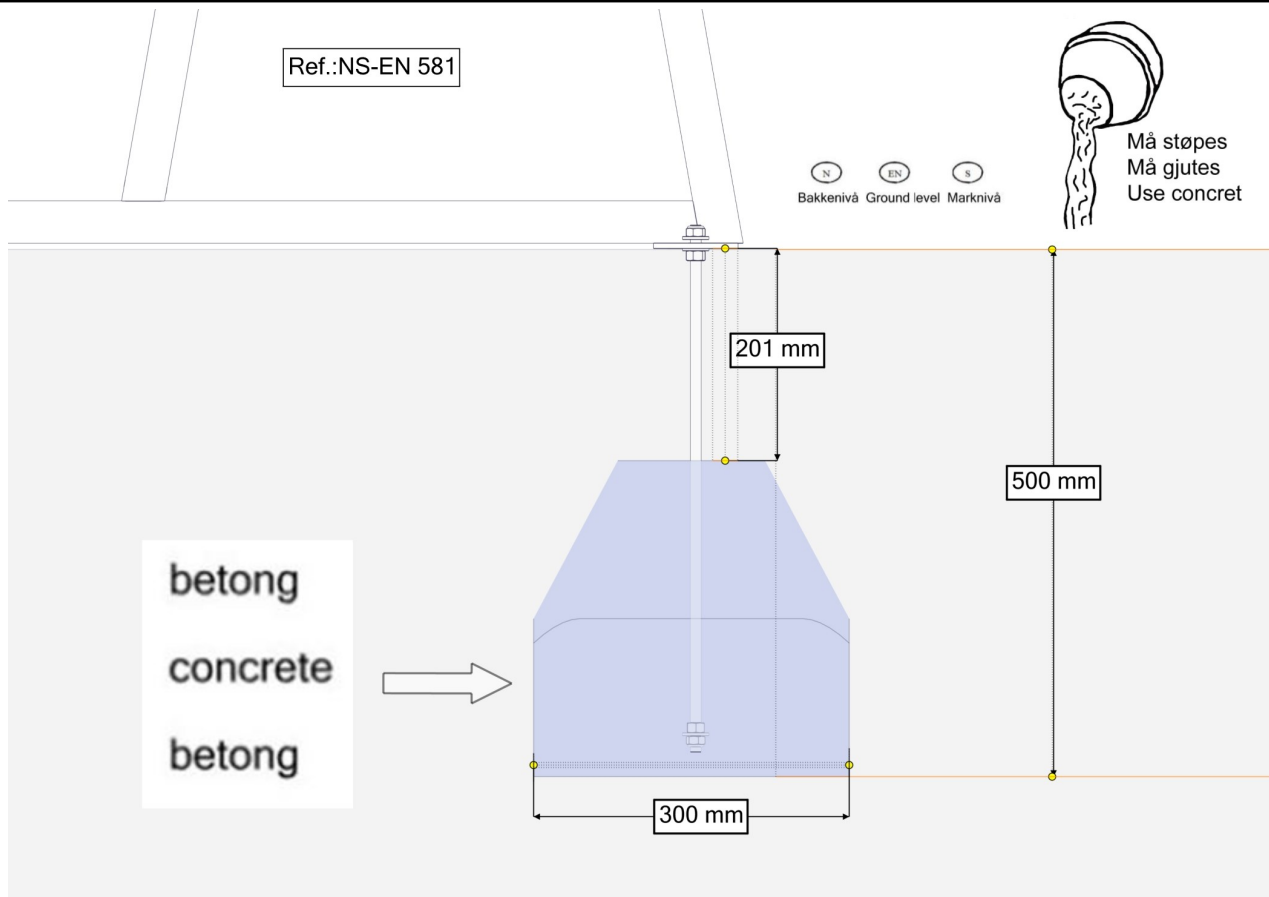 Ref.:NS-EN 581
Må støpes
Må gjutes
Use concret
N EN S
Bakkenivå Ground level Marknivå
201 mm
500 mm
betong
concrete
betong
300 mm